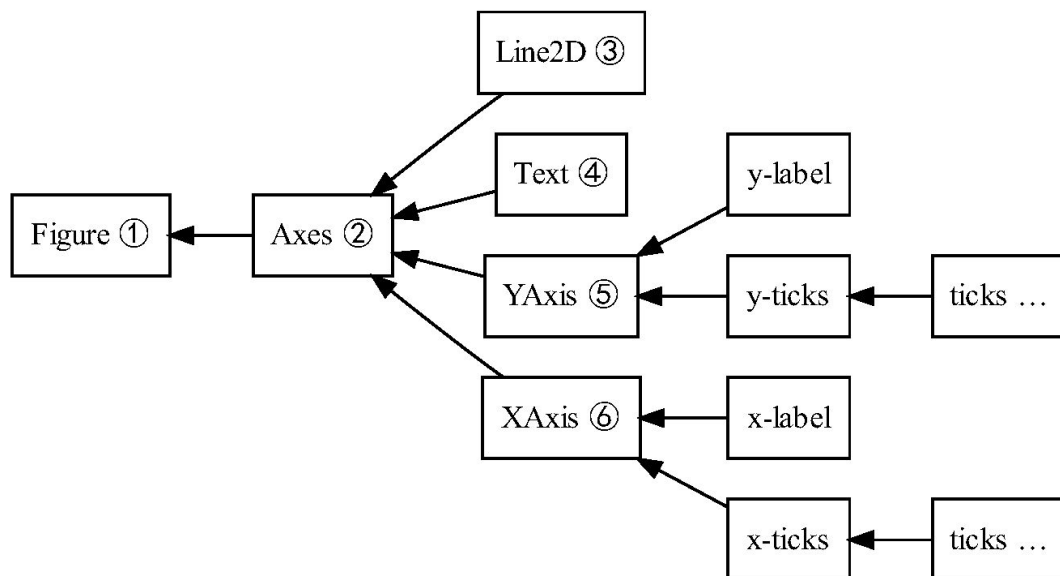 Line2D ③
Text ④
y-label
Figure ①
Axes ②
YAxis ⑤
y-ticks
ticks ...
XAxis ⑥
x-label
x-ticks
ticks ...